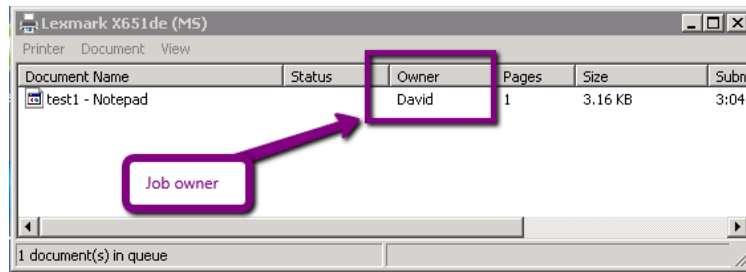 Lexmark X651de (MS)
Printer Document View
Document Name Status Owner Pages Size Subn
test1 - Notepad David 1 3.16 KB 3:04
Job owner
1 document(s) in queue